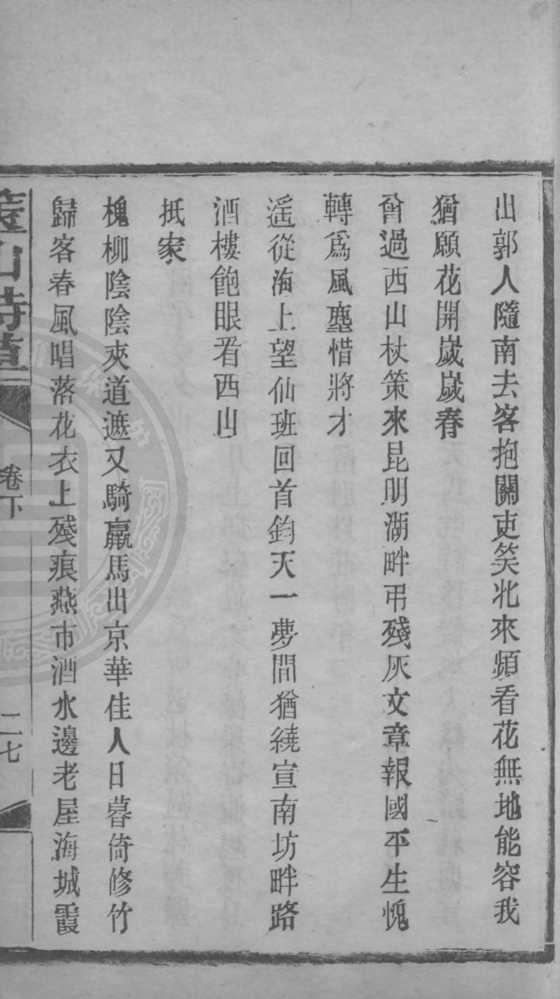 出郭人隨南去客抱關吏笑北來頻看花無地能容我
猶願花開歲歲春
曾過西山杖策來昆明湖畔弔殘灰文章報國平生愧
轉爲風塵惜將才
遥從海上望仙班回首鈞天一夢間猶繞宣南坊畔路
酒樓飽眼看西山
抵家
槐柳陰陰夾道遮又騎羸馬出京華佳人日暮倚修竹
歸客春風唱落花衣上殘痕燕市酒水邊老屋海城霞
山詩草
卷下
二七